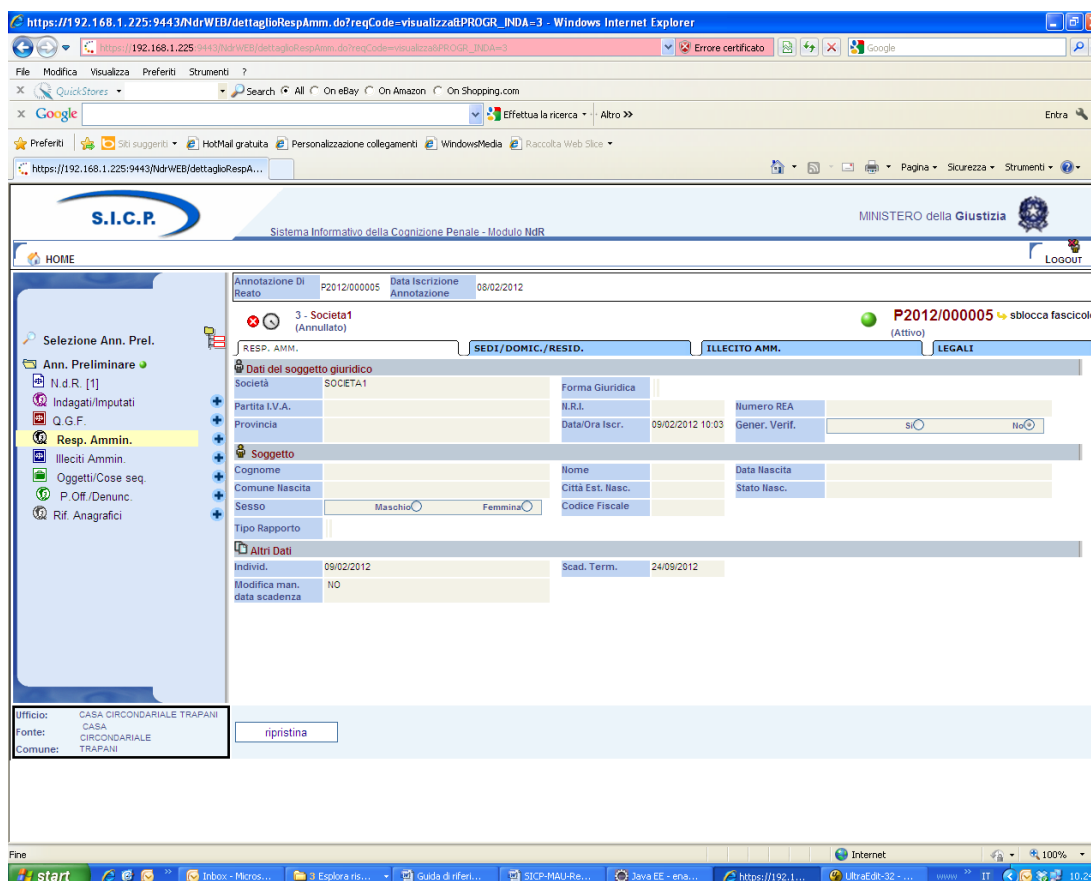 https://192.168.1.225:9443/NdrWEB/dettaglioRespAmm.do?reqCode=visualizza&PROGR_INDA=3 - Windows Internet Explorer
https://192.168.1.225:9443/NdrWEB/dettaglioRespAmm.do?reqCode=visualizza&PROGR_INDA=3 Errore certificato Google
File Modifica Visualizza Preferiti Strumenti ?
X QuickStores Search All On eBay On Amazon On Shopping.com
x Google Effettua la ricerca Altro >> Entra
Preferiti Siti suggeriti HotMail gratuita Personalizzazione collegamenti WindowsMedia Raccolta Web Slice
https://192.168.1.225:9443/NdrWEB/dettaglioRespA... Pagina Sicurezza Strumenti
S.I.C.P. MINISTERO della Giustizia
Sistema Informativo della Cognizione Penale - Modulo NdR
HOME LOGOUT
Annotazione Di Reato P2012/000005 Data Iscrizione Annotazione 08/02/2012
3 - Societa1 P2012/000005 sblocca fascicolo
(Annullato) (Attivo)
Selezione Ann. Prel.
Ann. Preliminare
N.d.R. [1]
Indagati/Imputati
Q.G.F.
Resp. Ammin.
Illeciti Ammin.
Oggetti/Cose seq.
P.Off./Denunc.
Rif. Anagrafici
RESP. AMM. SEDI/DOMIC./RESID. ILLECITO AMM. LEGALI
Dati del soggetto giuridico
Società SOCIETA1 Forma Giuridica
Partita I.V.A. N.R.I. Numero REA
Provincia Data/Ora Iscr. 09/02/2012 10:03 Gener. Verif. Si No
Soggetto
Cognome Nome Data Nascita
Comune Nascita Città Est. Nasc. Stato Nasc.
Sesso Maschio Femmina Codice Fiscale
Tipo Rapporto
Altri Dati
Individ. 09/02/2012 Scad. Term. 24/09/2012
Modifica man. data scadenza NO
Ufficio: CASA CIRCONDARIALE TRAPANI
Fonte: CASA CIRCONDARIALE
Comune: TRAPANI
ripristina
Fine Internet 100%
start Inbox - Micros... 3 Esplora ris... Guida di riferi... SICP-MAU-Re... Java EE - ena... https://192.1... UltraEdit-32 - ... www IT 10.29